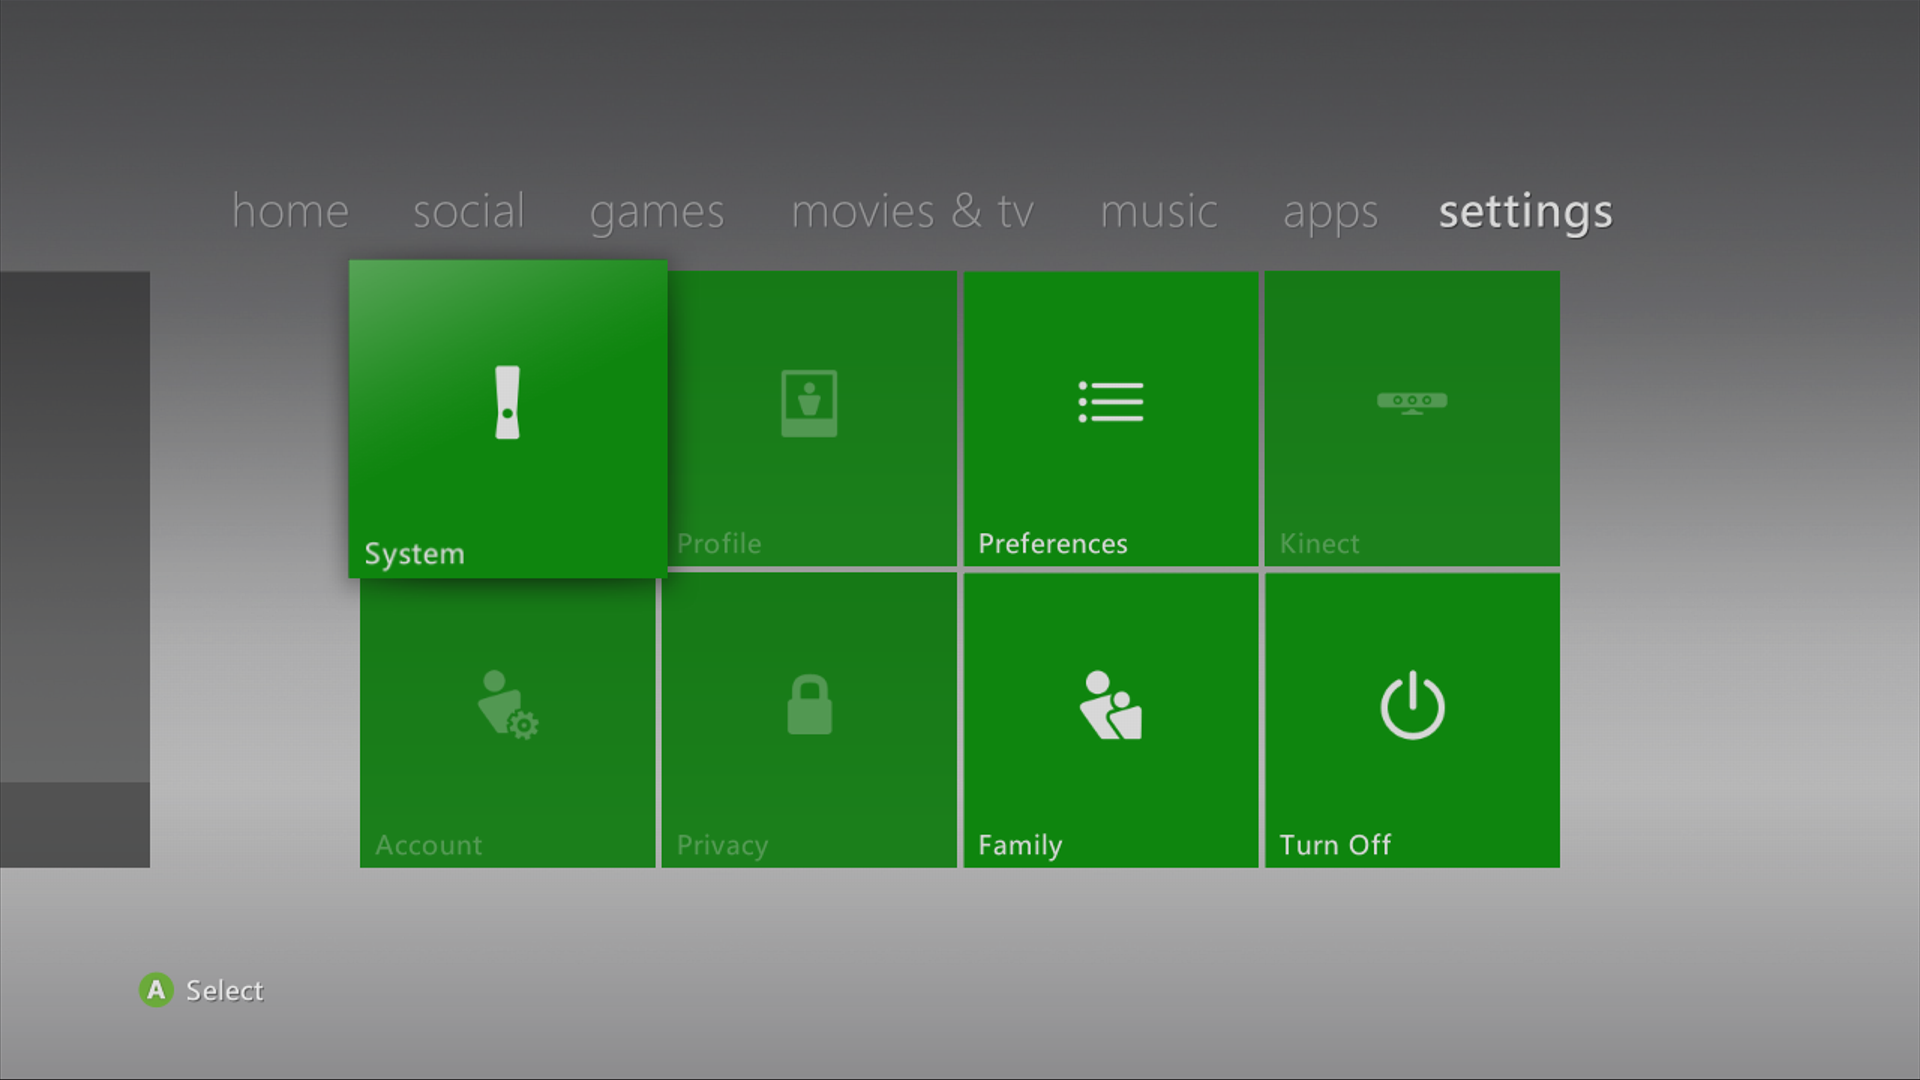 home social games movies & tv music apps settings
System Profile Preferences Kinect
Account Privacy Family Turn Off
A Select